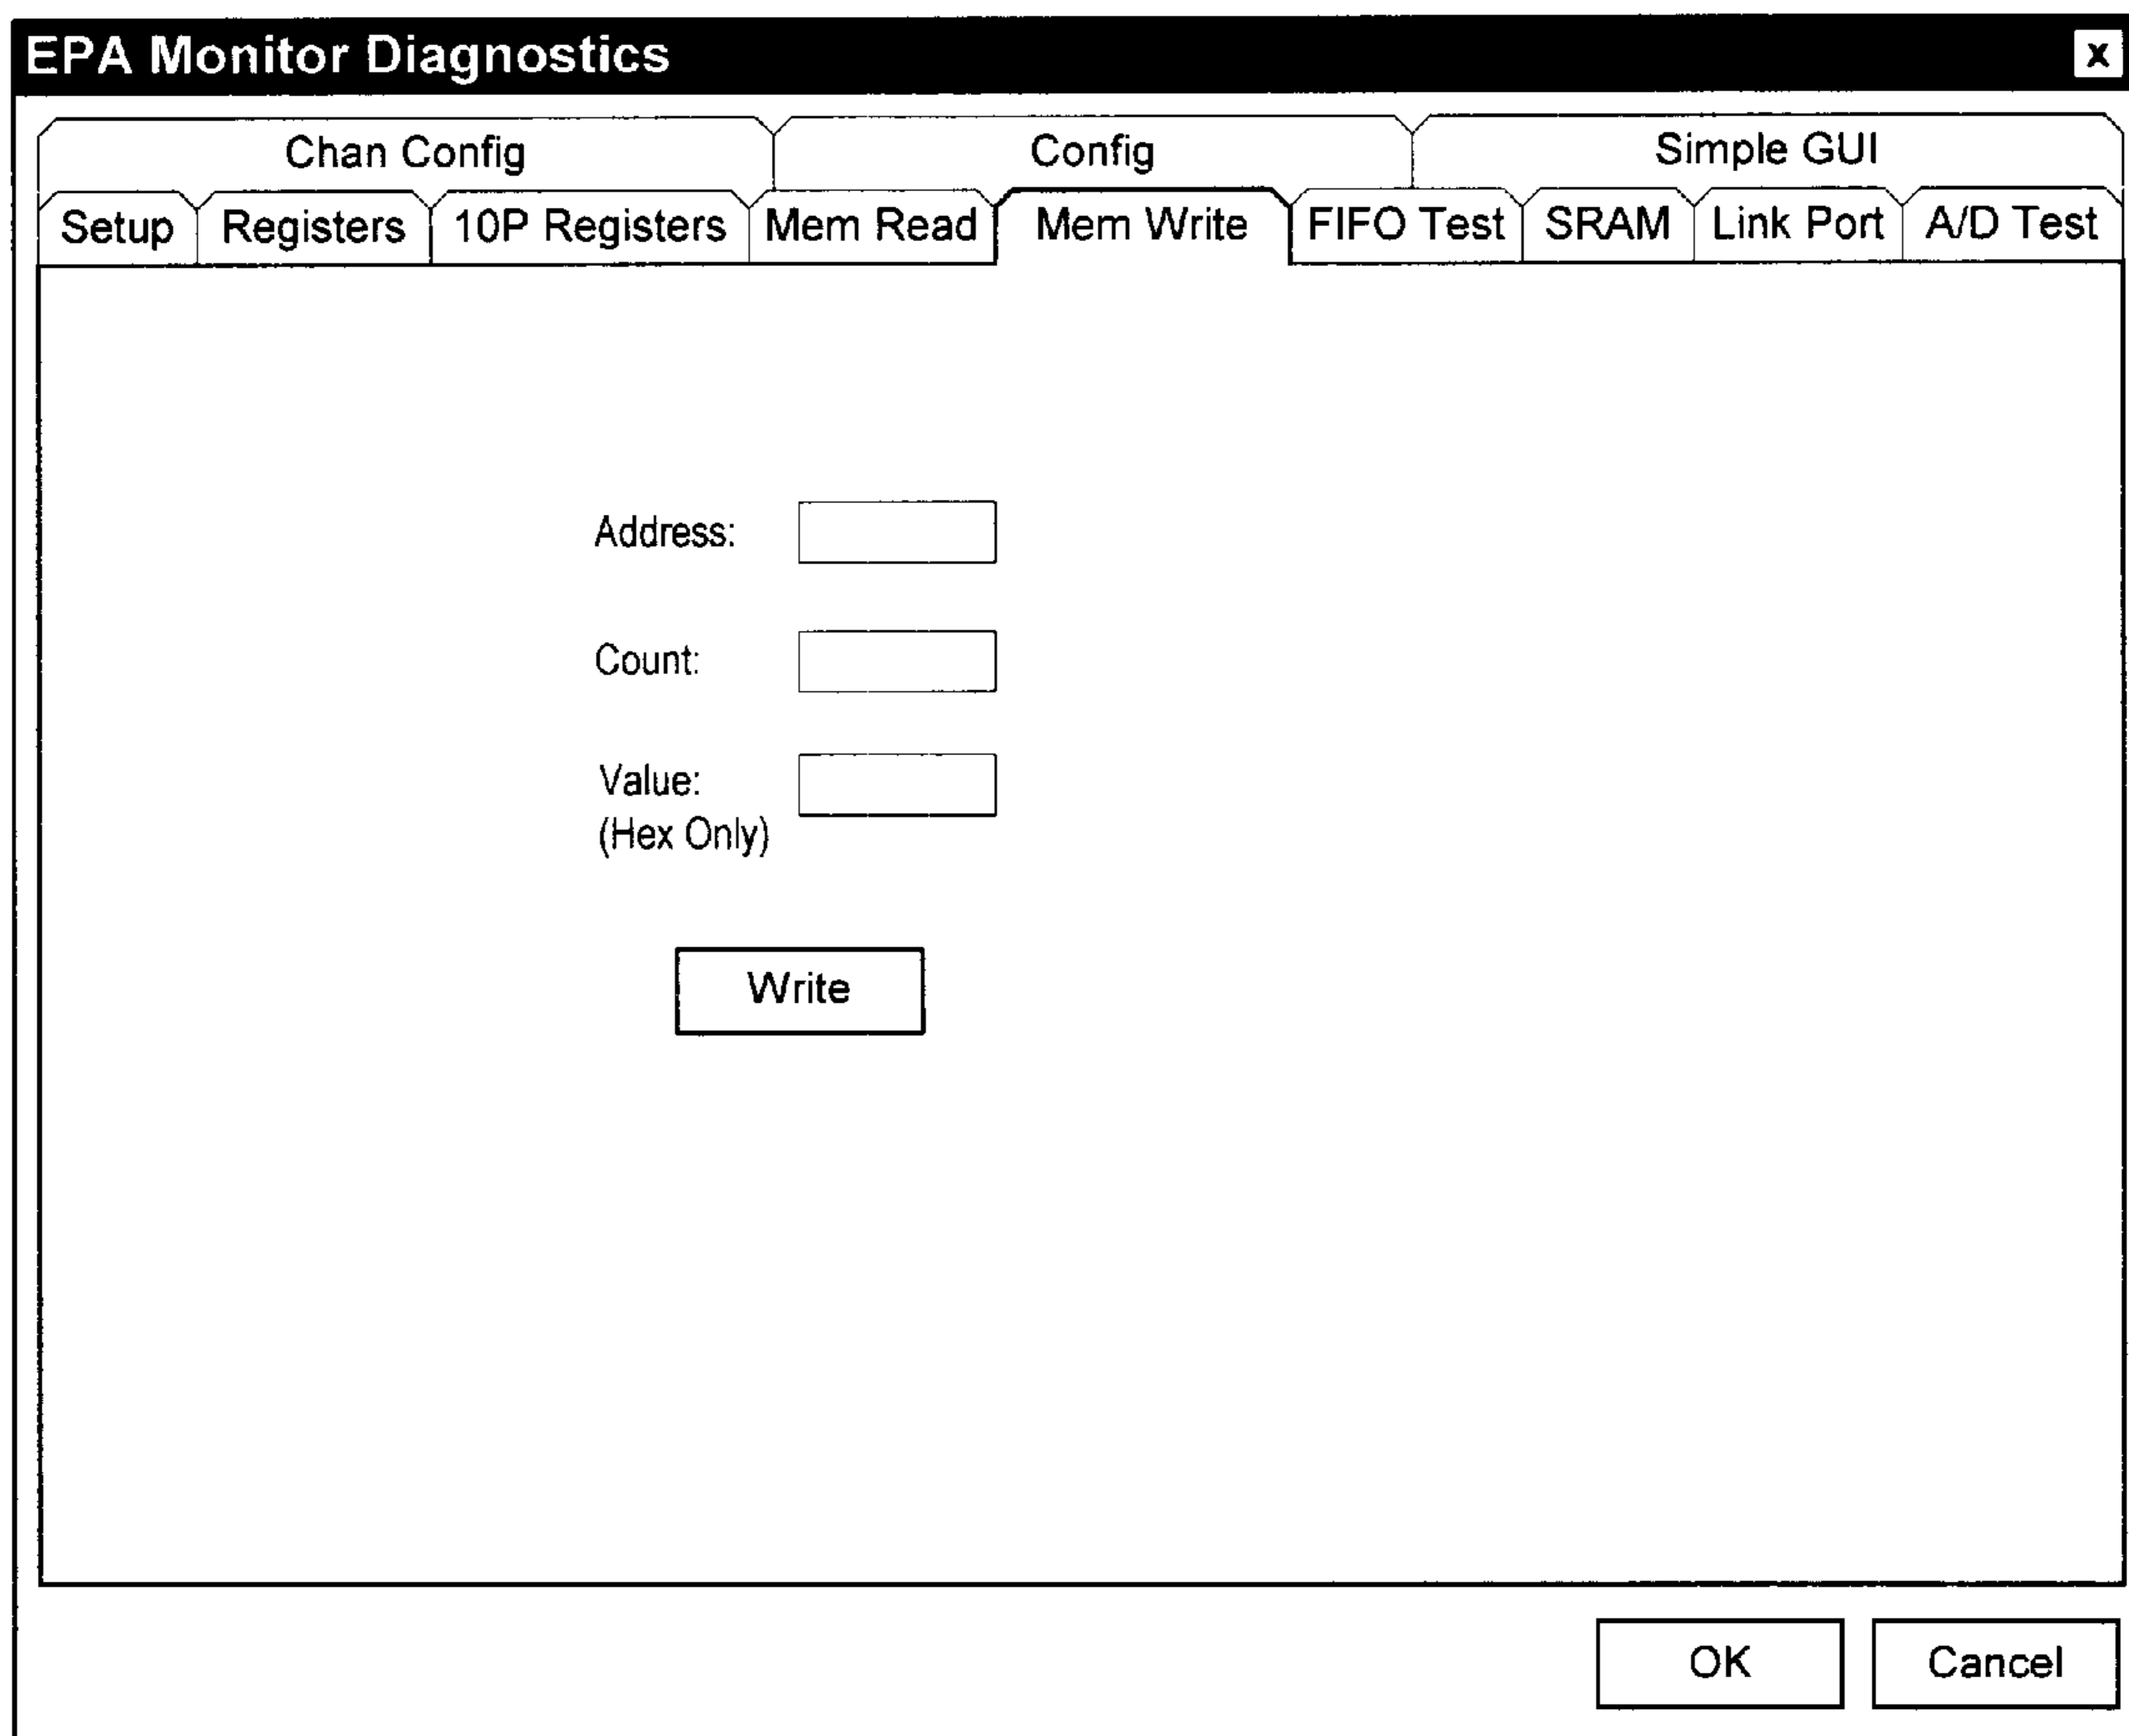 EPA Monitor Diagnostics x
Chan Config Config Simple GUI
Setup Registers 10P Registers Mem Read Mem Write FIFO Test SRAM Link Port A/D Test
Address:
Count:
Value:
(Hex Only)
Write
OK Cancel